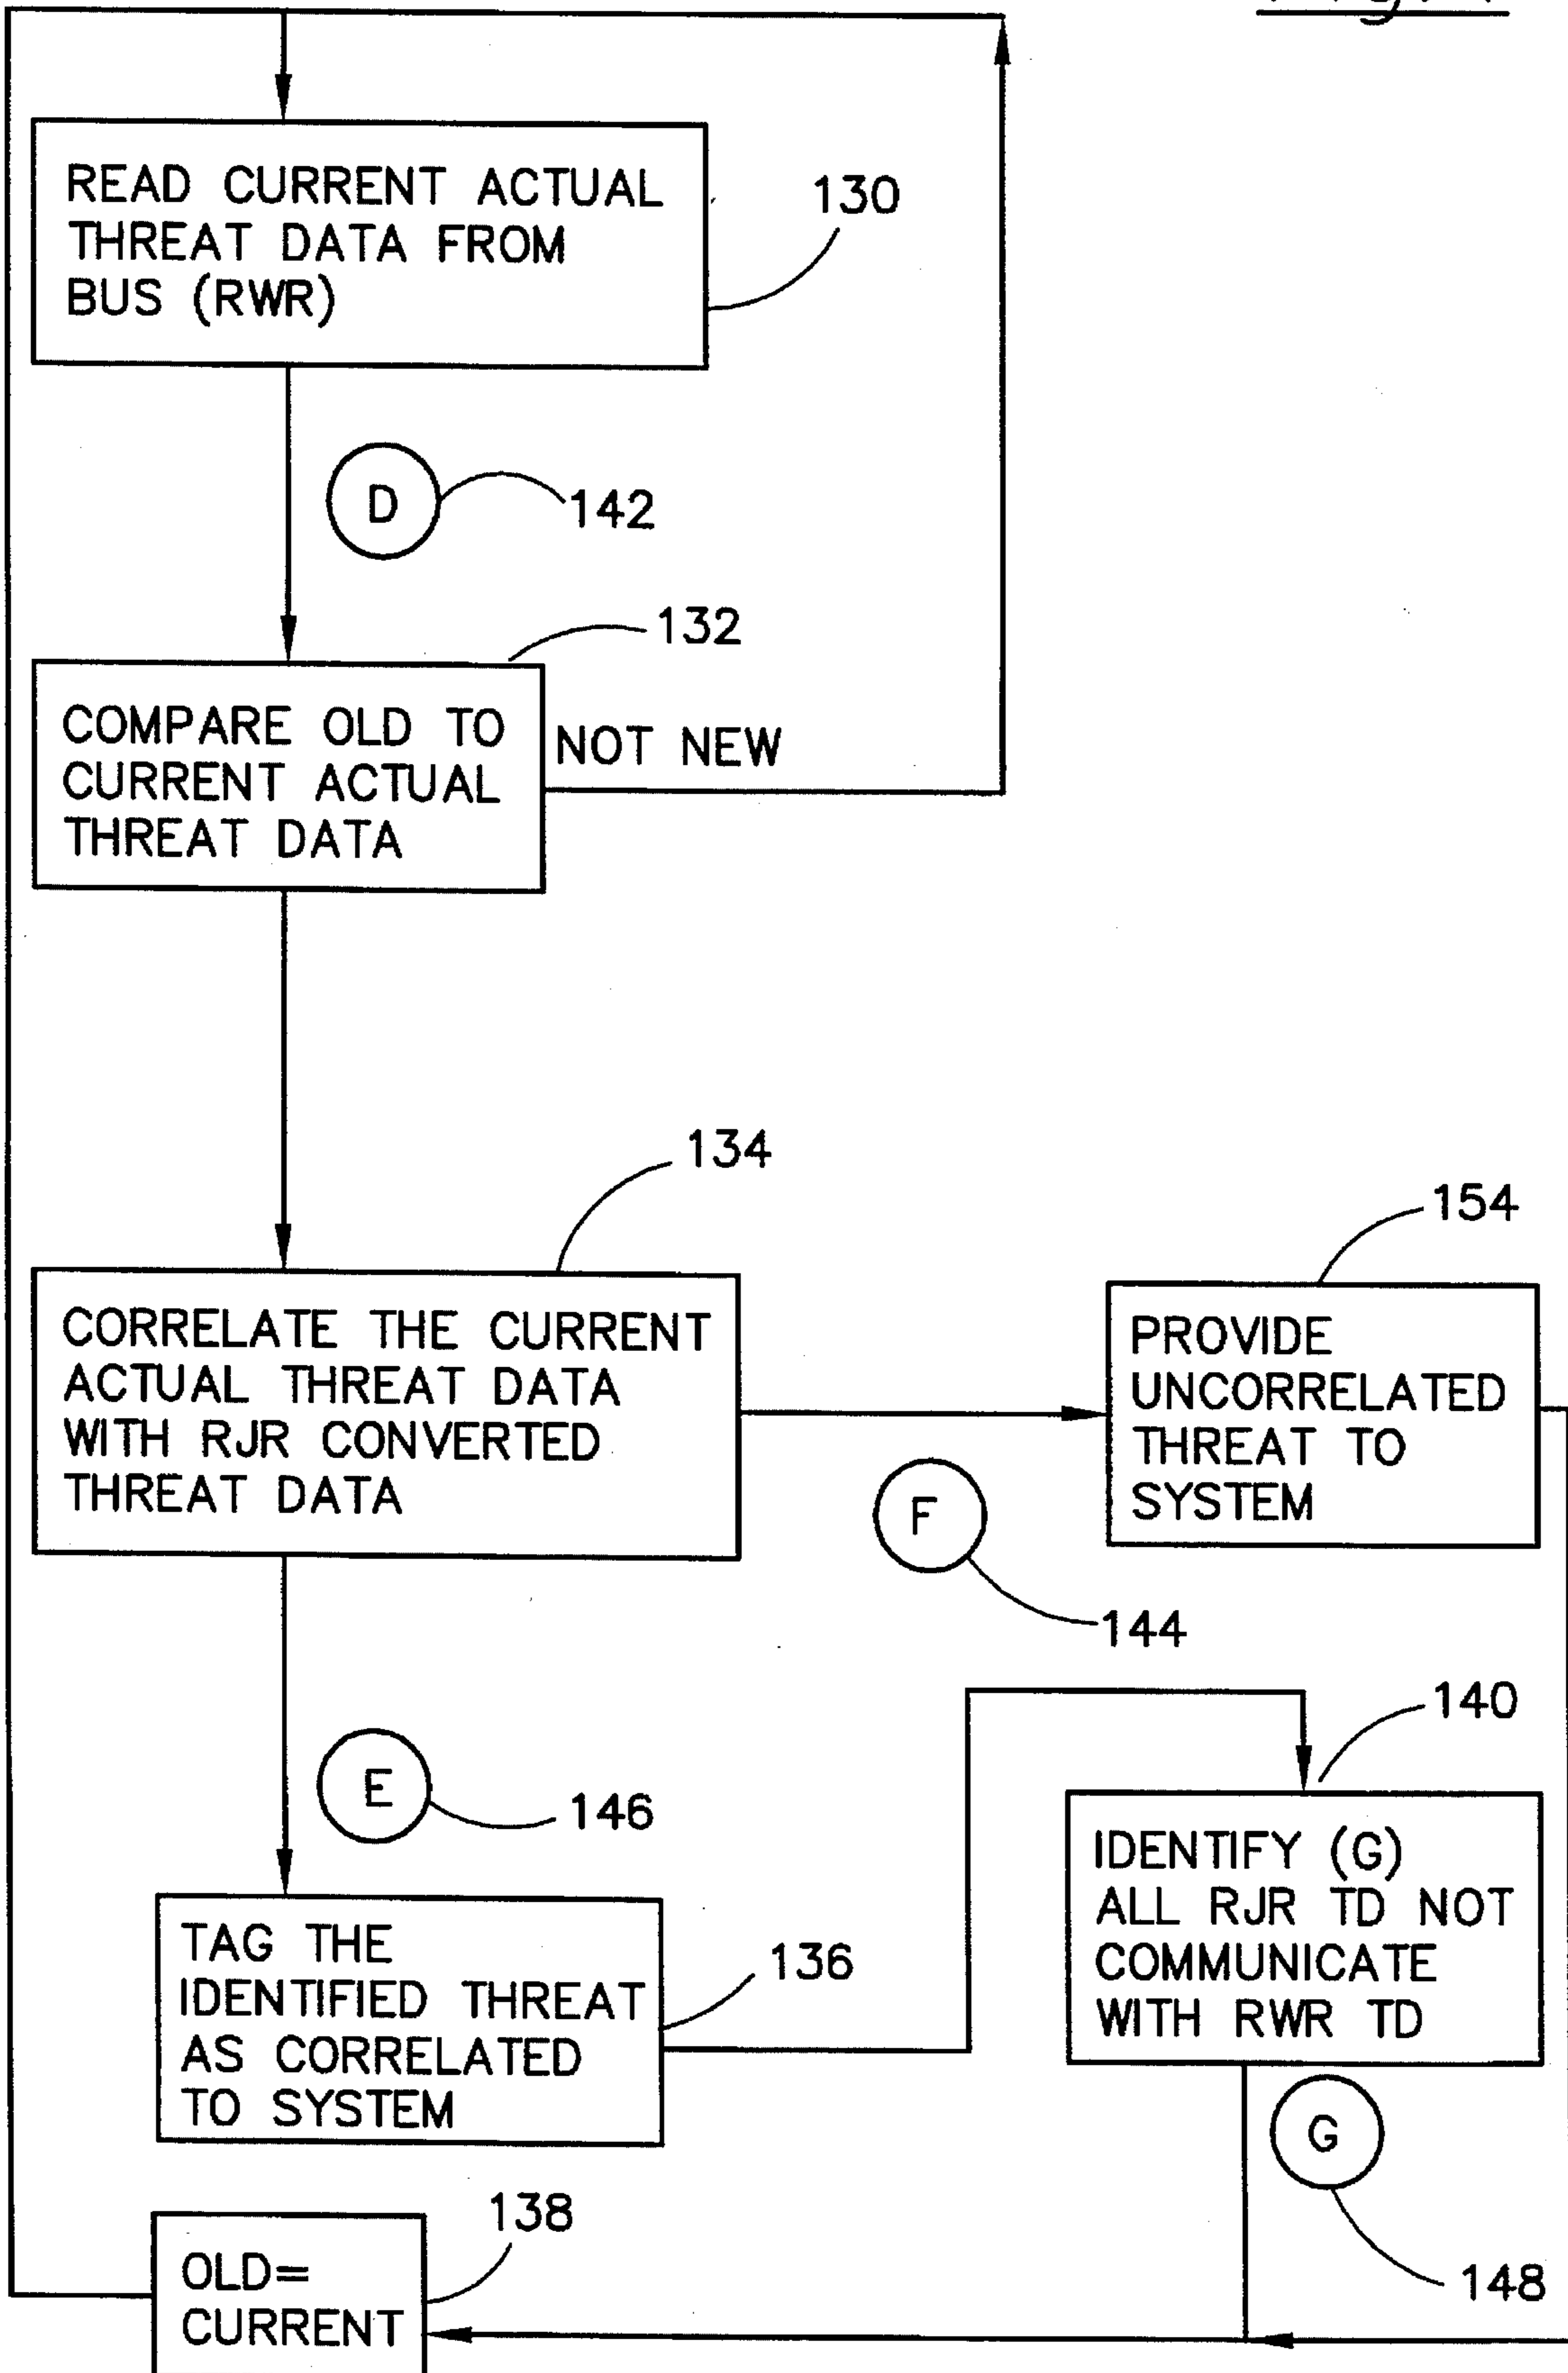 READ CURRENT ACTUAL
THREAT DATA FROM
BUS (RWR)
130
D
142
132
COMPARE OLD TO
CURRENT ACTUAL
THREAT DATA
NOT NEW
134
154
CORRELATE THE CURRENT
ACTUAL THREAT DATA
WITH RJR CONVERTED
THREAT DATA
PROVIDE
UNCORRELATED
THREAT TO
SYSTEM
F
144
140
E
146
IDENTIFY (G)
ALL RJR TD NOT
COMMUNICATE
WITH RWR TD
TAG THE
IDENTIFIED THREAT
AS CORRELATED
TO SYSTEM
136
G
138
148
OLD=
CURRENT